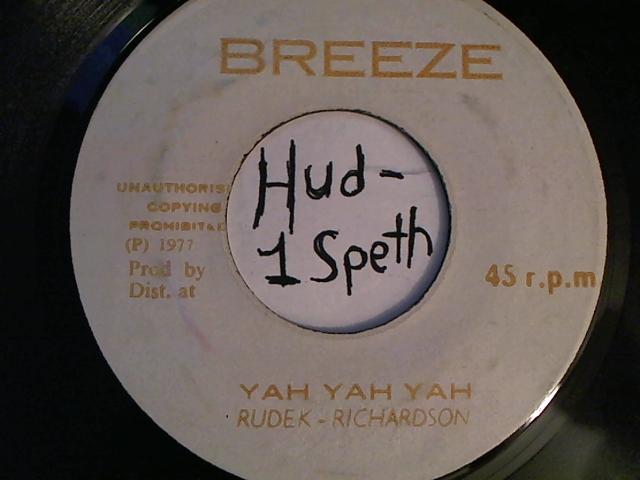 BREEZE
UNAUTHORIS
COPYING
PROHIBITED
(P) 1977
Prod by
Dist. at
Hud-
1 Speth
45 r.p.m
YAH YAH YAH
RUDEK - RICHARDSON